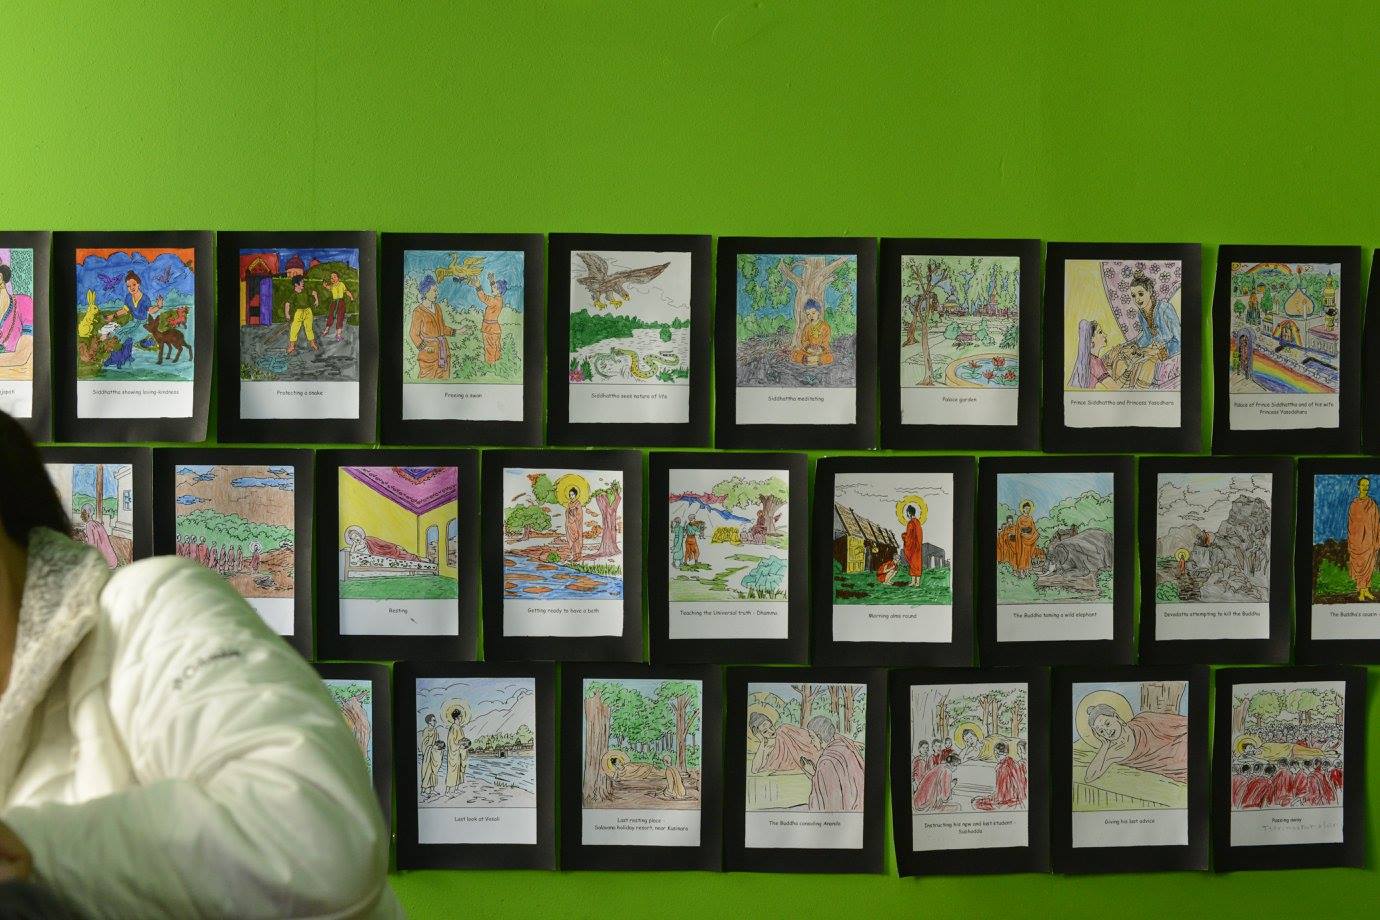 japati
Siddhattha showing loving-kindness
Protecting a snake
Freeing a swan
Siddhattha sees nature of life
Siddhattha meditating
Palace garden
Prince Siddhattha and Princess Yasodhara
Palace of Prince Siddhattha and of his wife
Princess Yasodahara
Resting
Getting ready to have a bath
Teaching the Universal truth - Dhamma.
Morning alms round
The Buddha taming a wild elephant
Devadatta attempting to kill the Buddha
The Buddha's cousin
Columbia
Last look at Vesali
Last resting place -
Salavana holiday resort, near Kusinara
The Buddha consoling Ananda
Instructing his new and last student -
Subhadda
Giving his last advice
Passing away